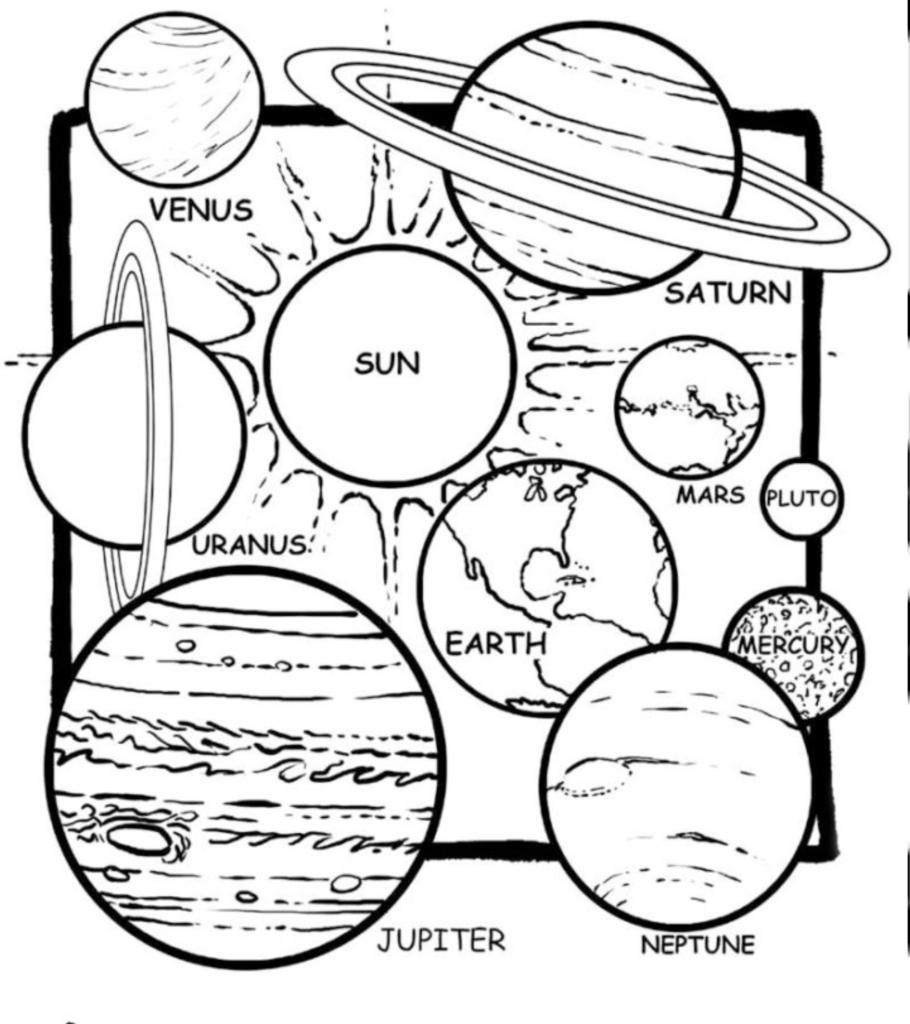 VENUS
SATURN
SUN
MARS
PLUTO
URANUS
EARTH
MERCURY
JUPITER
NEPTUNE